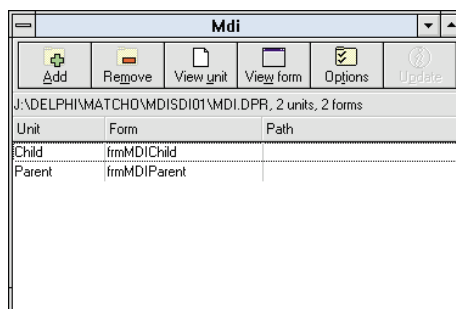 Mdi
Add Remove View unit View form Options Update
J:\DELPHI\MATCHO\MDISDI01\MDI.DPR, 2 units, 2 forms
Unit Form Path
Child frmMDIChild
Parent frmMDIParent